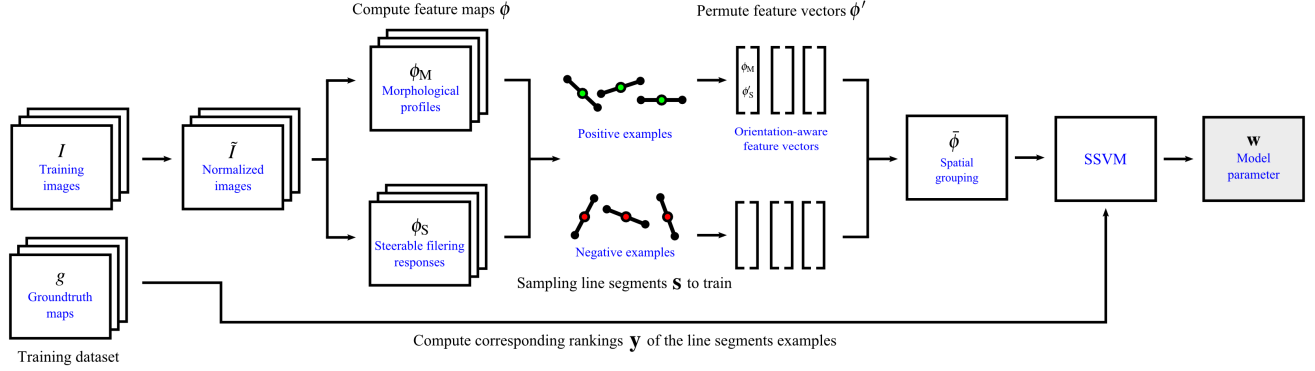 Compute feature maps ϕ
Permute feature vectors ϕ′
I
Training
images
Ĩ
Normalized
images
ϕM
Morphological
profiles
ϕS
Steerable filering
responses
Positive examples
Negative examples
Sampling line segments s to train
ϕM
ϕ′S
Orientation-aware
feature vectors
ϕ̄
Spatial
grouping
SSVM
w
Model
parameter
g
Groundtruth
maps
Training dataset
Compute corresponding rankings y of the line segments examples